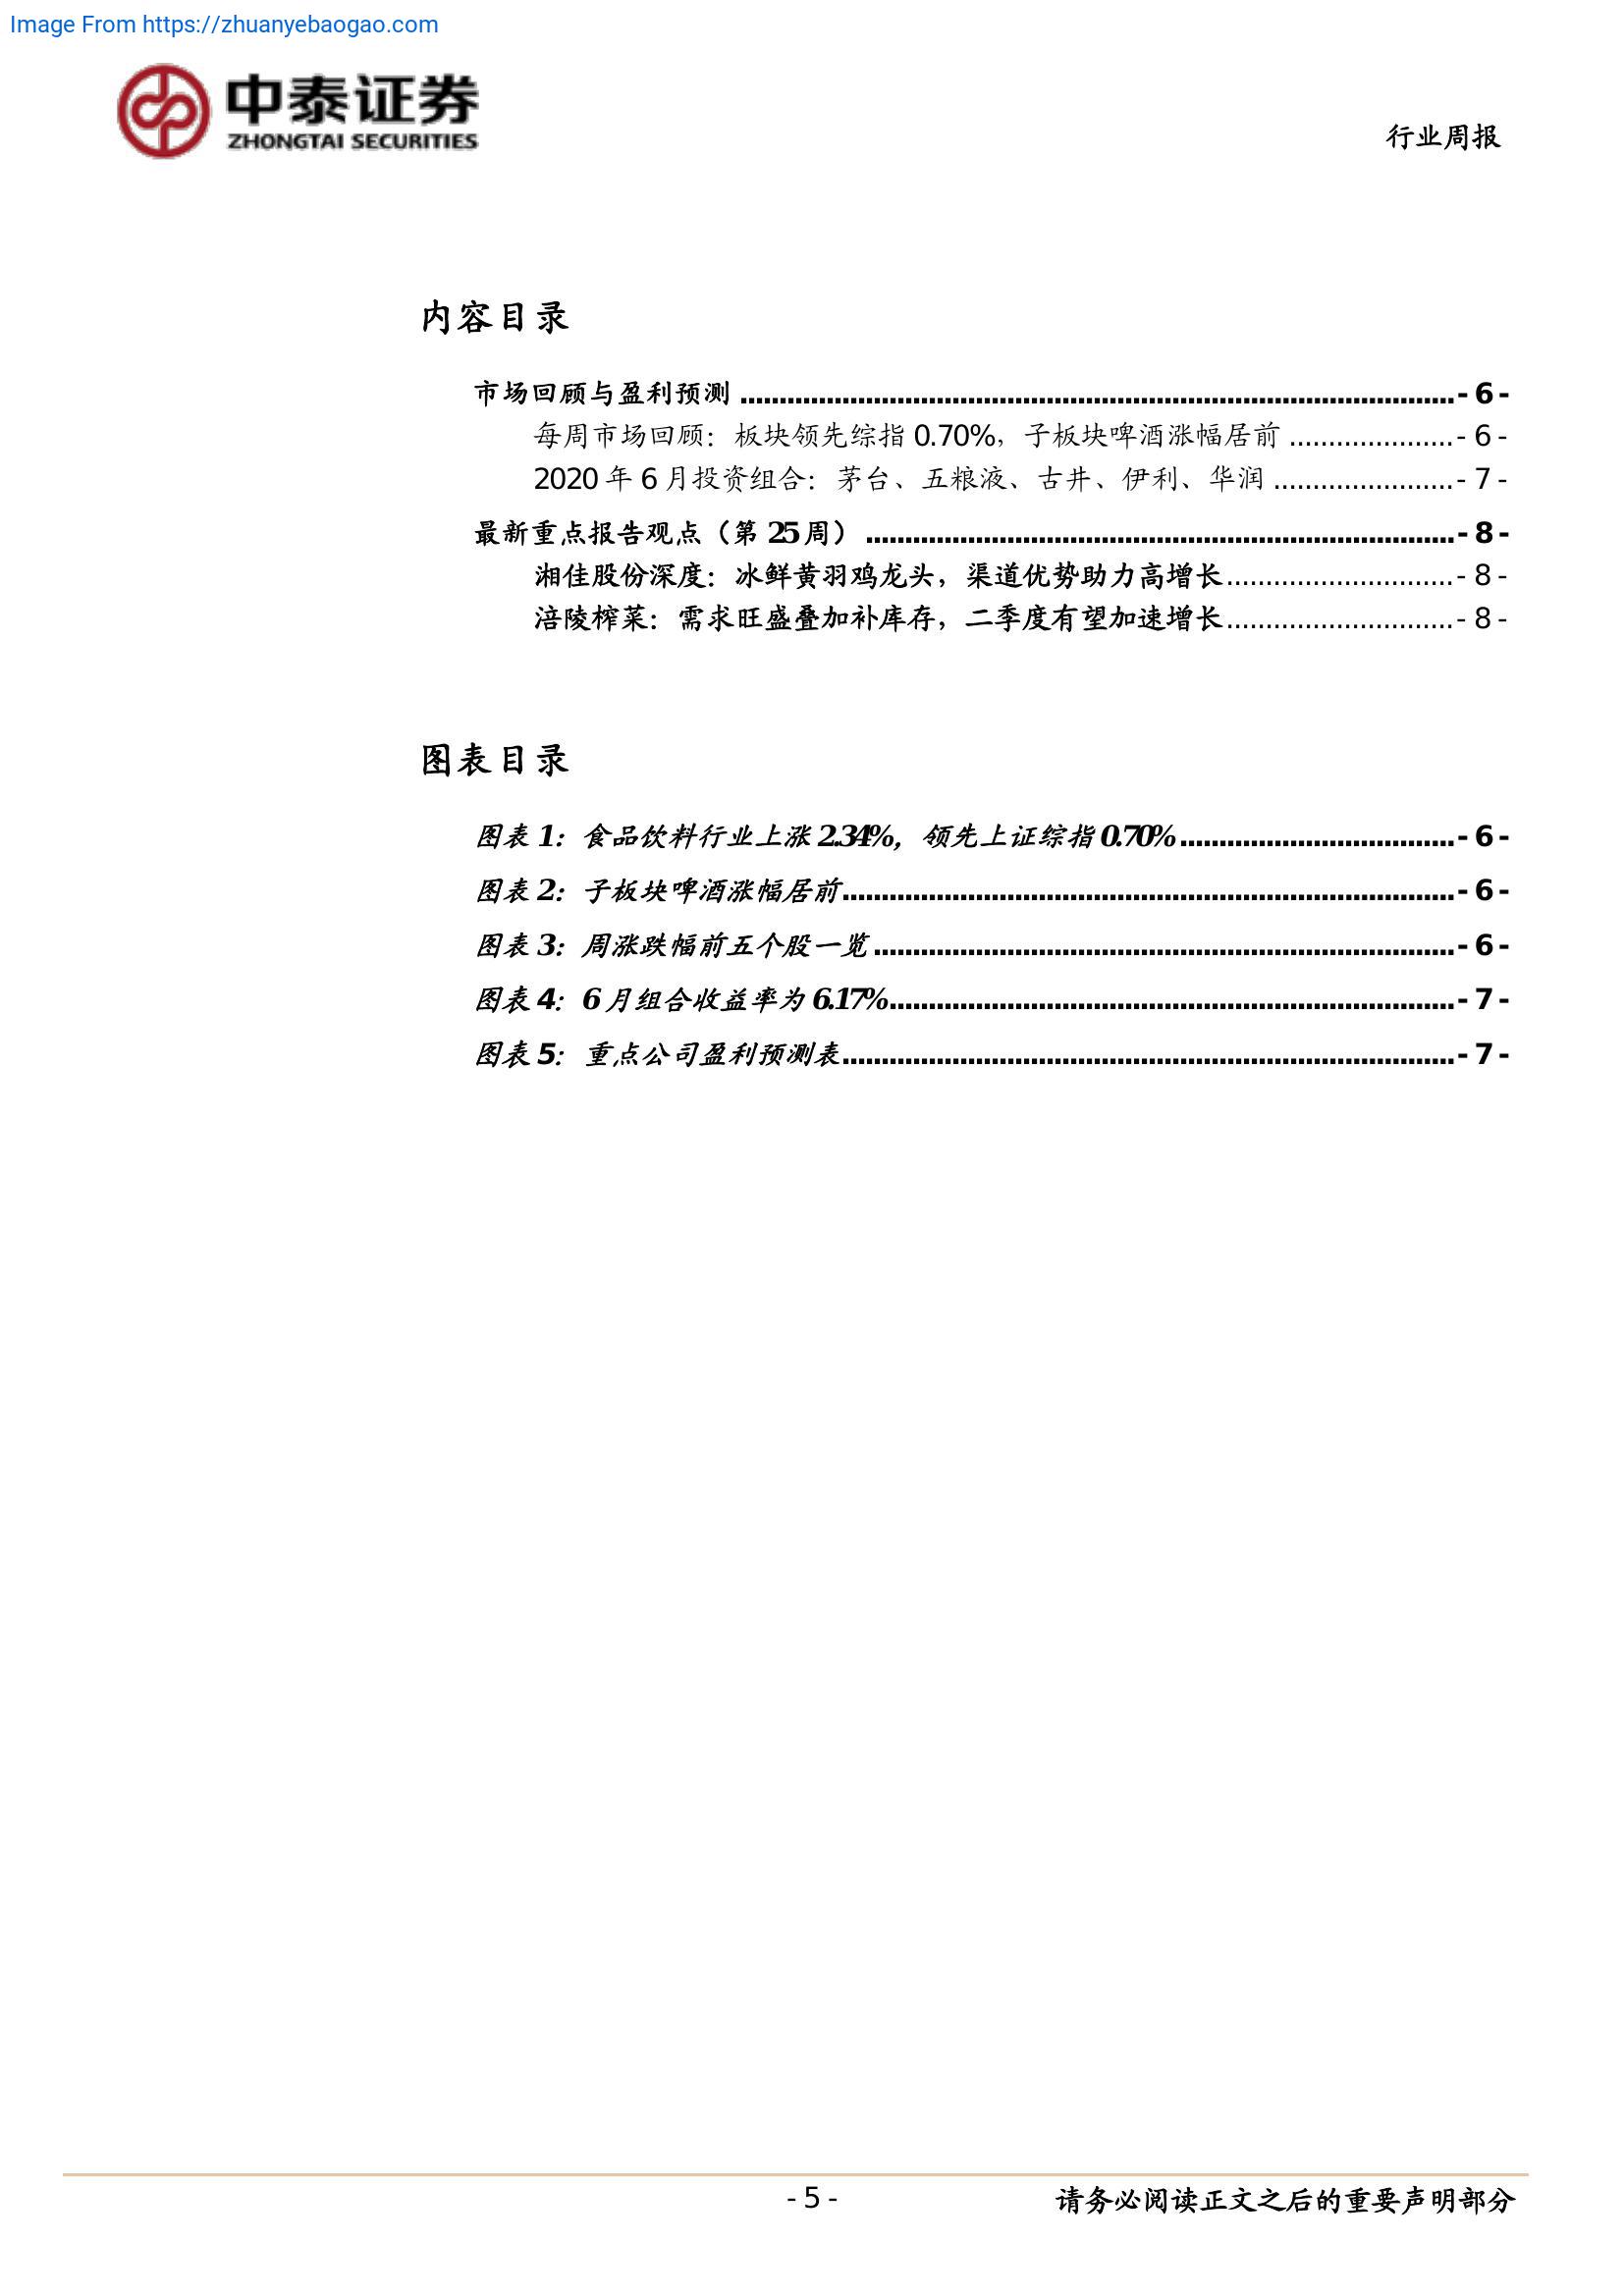 Image From https://zhuanyebaogao.com
中泰证券
ZHONGTAI SECURITIES
行业周报
内容目录
市场回顾与盈利预测 ........................................................................................... - 6 -
每周市场回顾：板块领先综指 0.70%，子板块啤酒涨幅居前 ..................... - 6 -
2020 年 6 月投资组合：茅台、五粮液、古井、伊利、华润 ....................... - 7 -
最新重点报告观点（第 25 周） ........................................................................... - 8 -
湘佳股份深度：冰鲜黄羽鸡龙头，渠道优势助力高增长............................. - 8 -
涪陵榨菜：需求旺盛叠加补库存，二季度有望加速增长............................. - 8 -
图表目录
图表 1：食品饮料行业上涨 2.34%，领先上证综指 0.70% ................................... - 6 -
图表 2：子板块啤酒涨幅居前.............................................................................. - 6 -
图表 3：周涨跌幅前五个股一览 .......................................................................... - 6 -
图表 4：6 月组合收益率为 6.17%........................................................................ - 7 -
图表 5：重点公司盈利预测表.............................................................................. - 7 -
- 5 -
请务必阅读正文之后的重要声明部分